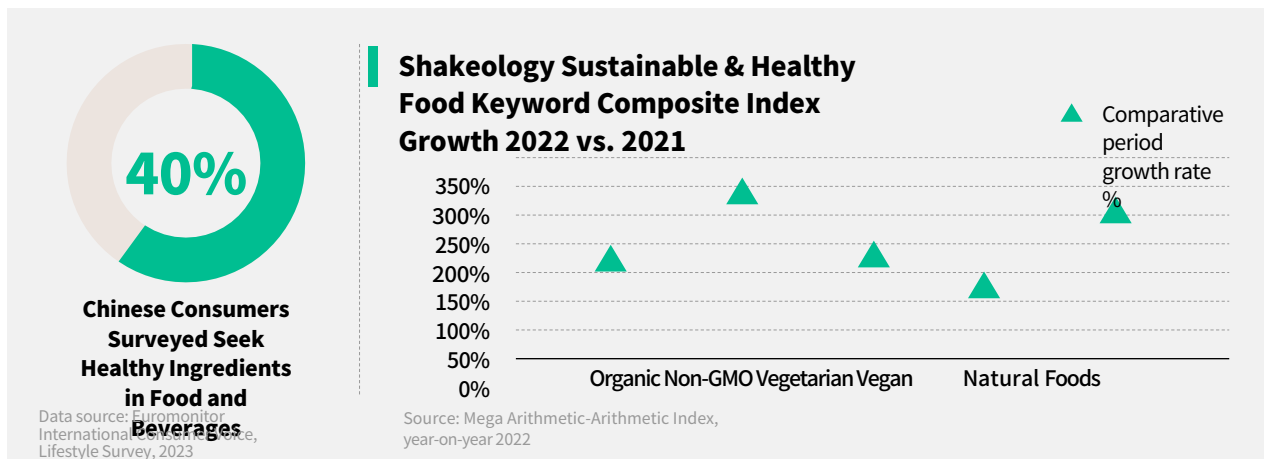 40%
Chinese Consumers
Surveyed Seek
Healthy Ingredients
in Food and
Beverages
Data source: Euromonitor
International Consumer Voice,
Lifestyle Survey, 2023
Shakeology Sustainable & Healthy
Food Keyword Composite Index
Growth 2022 vs. 2021
Comparative
period
growth rate
%
350%
300%
250%
200%
150%
100%
50%
0%
Organic Non-GMO Vegetarian Vegan Natural Foods
Source: Mega Arithmetic-Arithmetic Index,
year-on-year 2022